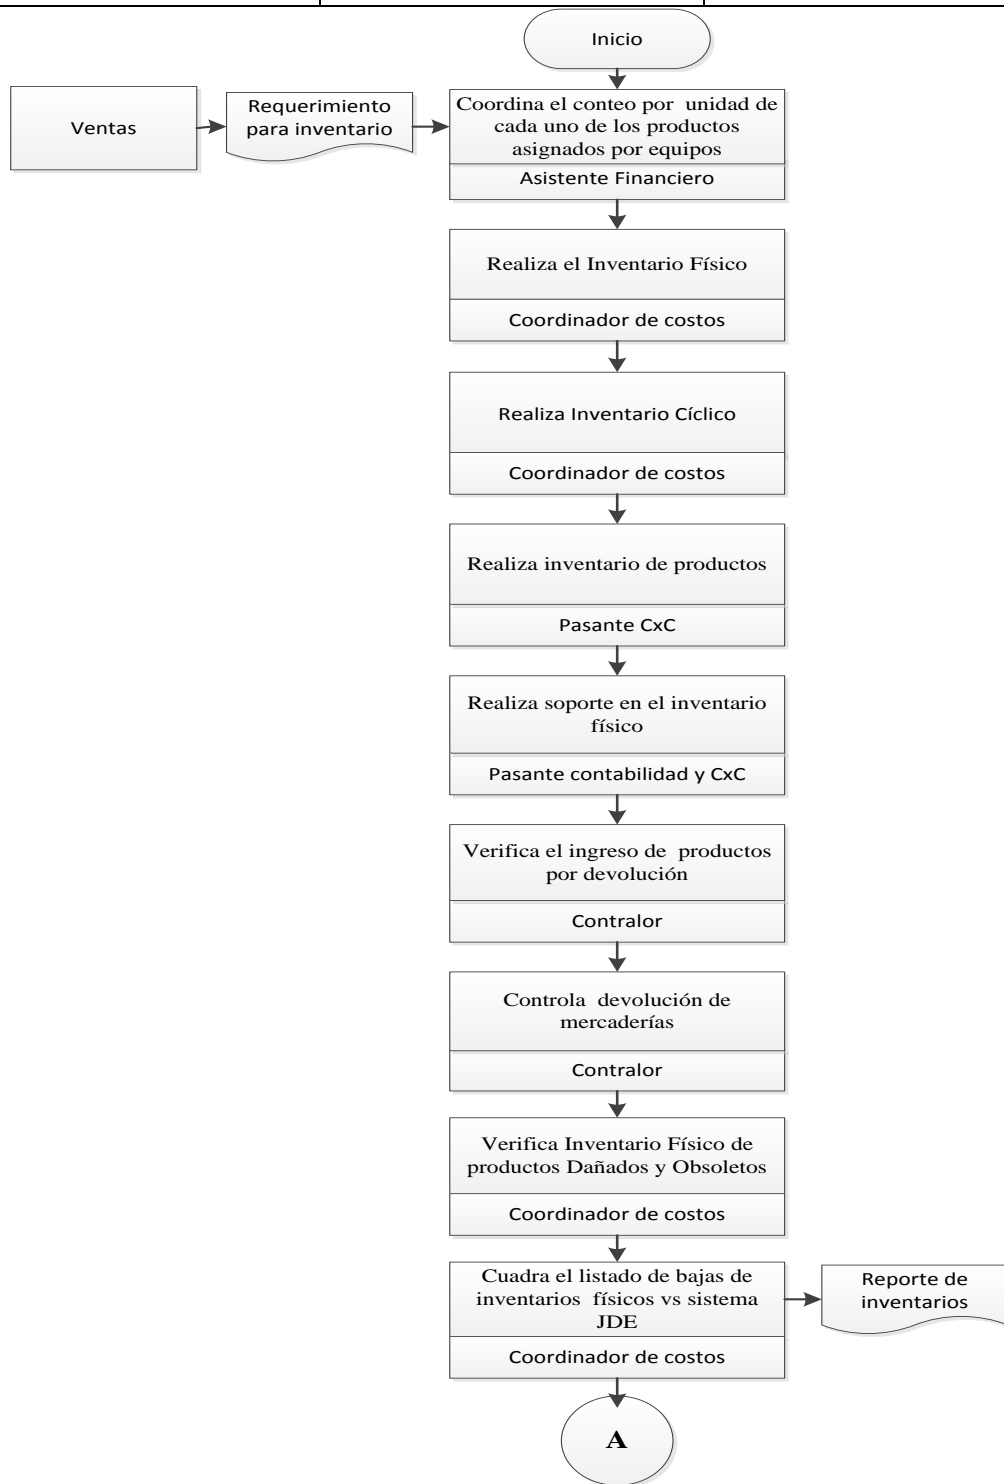 Inicio
Ventas
Requerimiento
para inventario
Coordina el conteo por unidad de
cada uno de los productos
asignados por equipos
Asistente Financiero
Realiza el Inventario Físico
Coordinador de costos
Realiza Inventario Cíclico
Coordinador de costos
Realiza inventario de productos
Pasante CxC
Realiza soporte en el inventario
físico
Pasante contabilidad y CxC
Verifica el ingreso de productos
por devolución
Contralor
Controla devolución de
mercaderías
Contralor
Verifica Inventario Físico de
productos Dañados y Obsoletos
Coordinador de costos
Cuadra el listado de bajas de
inventarios físicos vs sistema
JDE
Coordinador de costos
Reporte de
inventarios
A